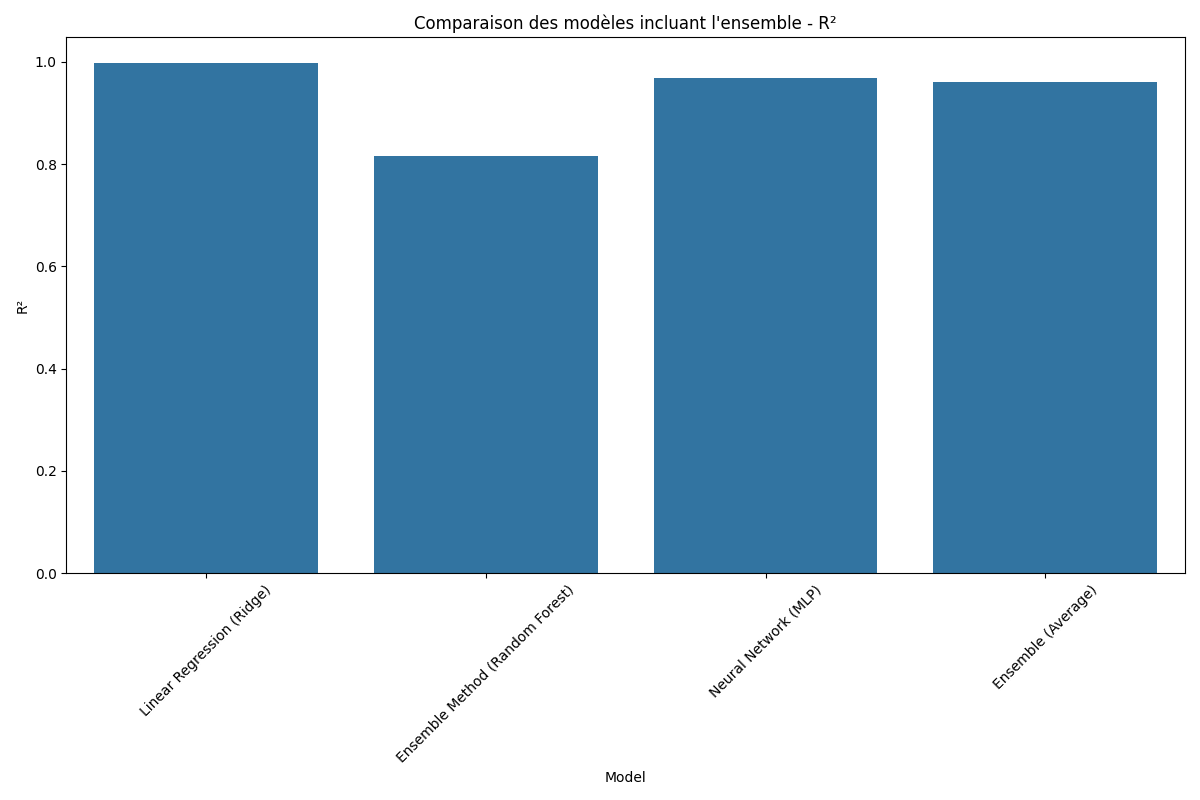 Comparaison des modèles incluant l'ensemble - R²
1.0
0.8
0.6
0.4
0.2
0.0
R²
Linear Regression (Ridge)
Ensemble Method (Random Forest)
Neural Network (MLP)
Ensemble (Average)
Model